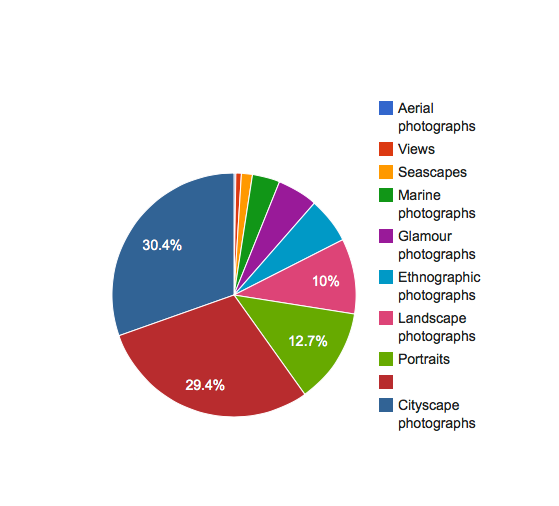 Aerial
photographs
Views
Seascapes
Marine
photographs
Glamour
photographs
Ethnographic
photographs
Landscape
photographs
Portraits
Cityscape
photographs
30.4%
10%
12.7%
29.4%